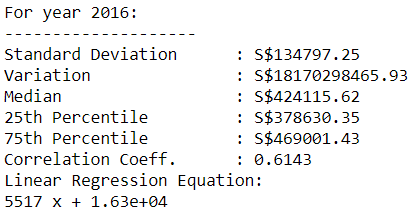 For year 2016:
--------------------
Standard Deviation : S$134797.25
Variation : S$18170298465.93
Median : S$424115.62
25th Percentile : S$378630.35
75th Percentile : S$469001.43
Correlation Coeff. : 0.6143
Linear Regression Equation:
5517 x + 1.63e+04